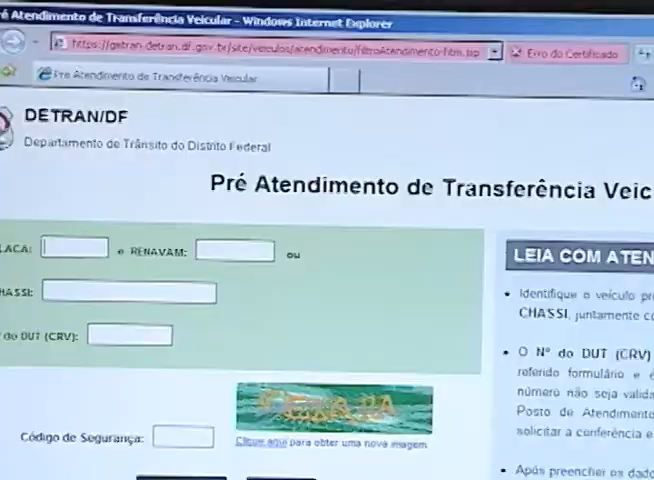 ré Atendimento de Transferência Veicular - Windows Internet Explorer
https://getran.detran.df.gov.br/site/veiculos/atendimento/filtroAtendimento-htm.jsp Erro do Certificado
Pré Atendimento de Transferência Veicular
DETRAN/DF
Departamento de Trânsito do Distrito Federal
Pré Atendimento de Transferência Veic
LACA: e RENAVAM: ou
HASSI:
do DUT (CRV):
Código de Segurança:
Clique aqui para obter uma nova imagem
LEIA COM ATEN
• Identifique o veículo pr
CHASSI, juntamente co
• O Nº do DUT (CRV)
referido formulário e é
número não seja valida
Posto de Atendimento
solicitar a conferência e
• Após preencher os dado